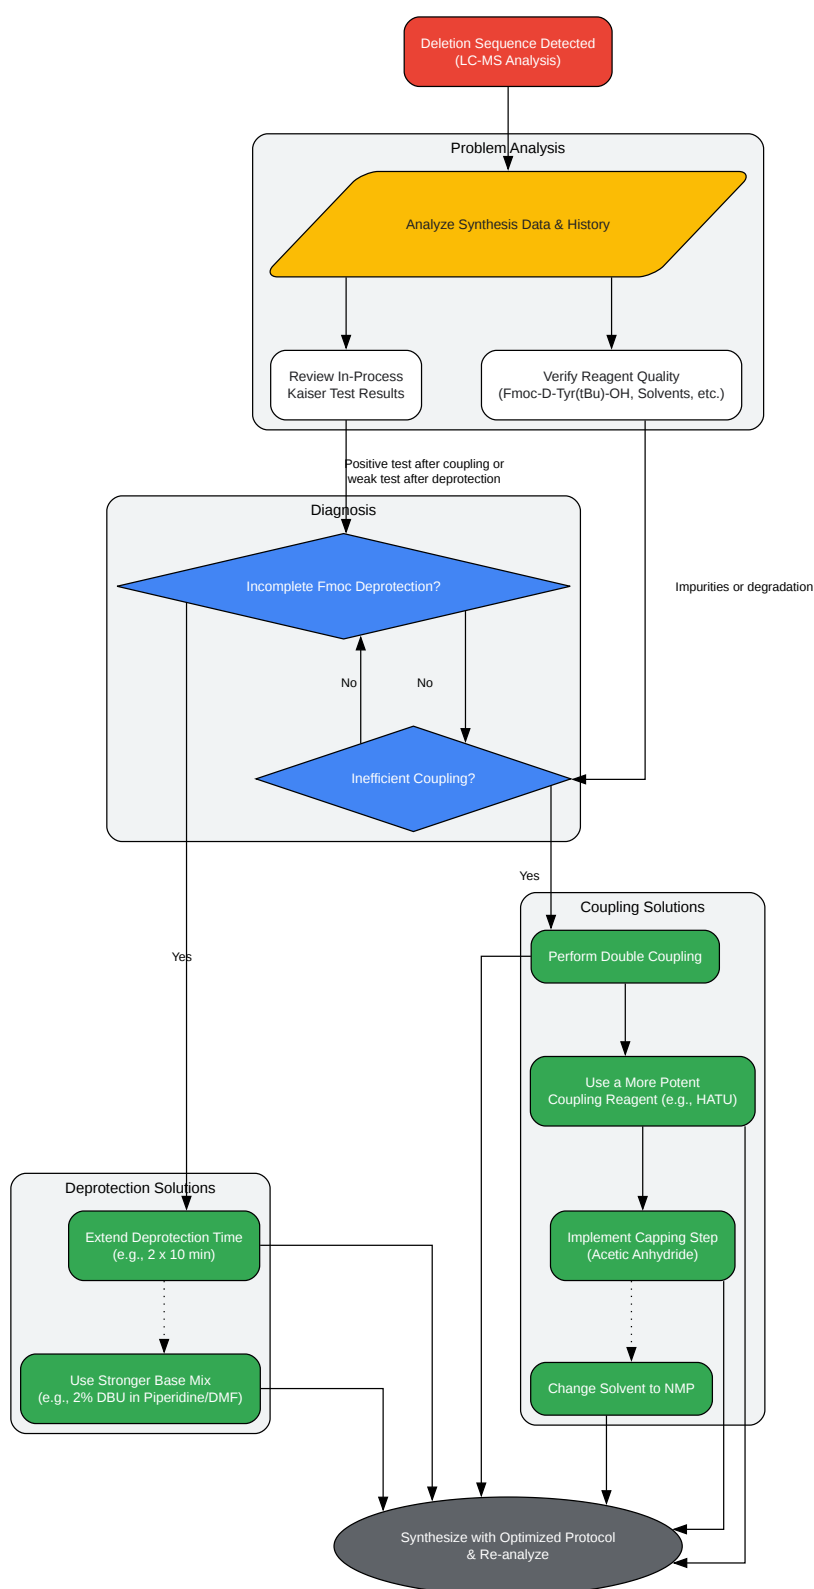 Deletion Sequence Detected
(LC-MS Analysis)
Problem Analysis
Analyze Synthesis Data & History
Review In-Process
Kaiser Test Results
Verify Reagent Quality
(Fmoc-D-Tyr(tBu)-OH, Solvents, etc.)
Positive test after coupling or
weak test after deprotection
Diagnosis
Incomplete Fmoc Deprotection?
Impurities or degradation
No
No
Inefficient Coupling?
Yes
Coupling Solutions
Perform Double Coupling
Yes
Use a More Potent
Coupling Reagent (e.g., HATU)
Deprotection Solutions
Extend Deprotection Time
(e.g., 2 x 10 min)
Implement Capping Step
(Acetic Anhydride)
Use Stronger Base Mix
(e.g., 2% DBU in Piperidine/DMF)
Change Solvent to NMP
Synthesize with Optimized Protocol
& Re-analyze